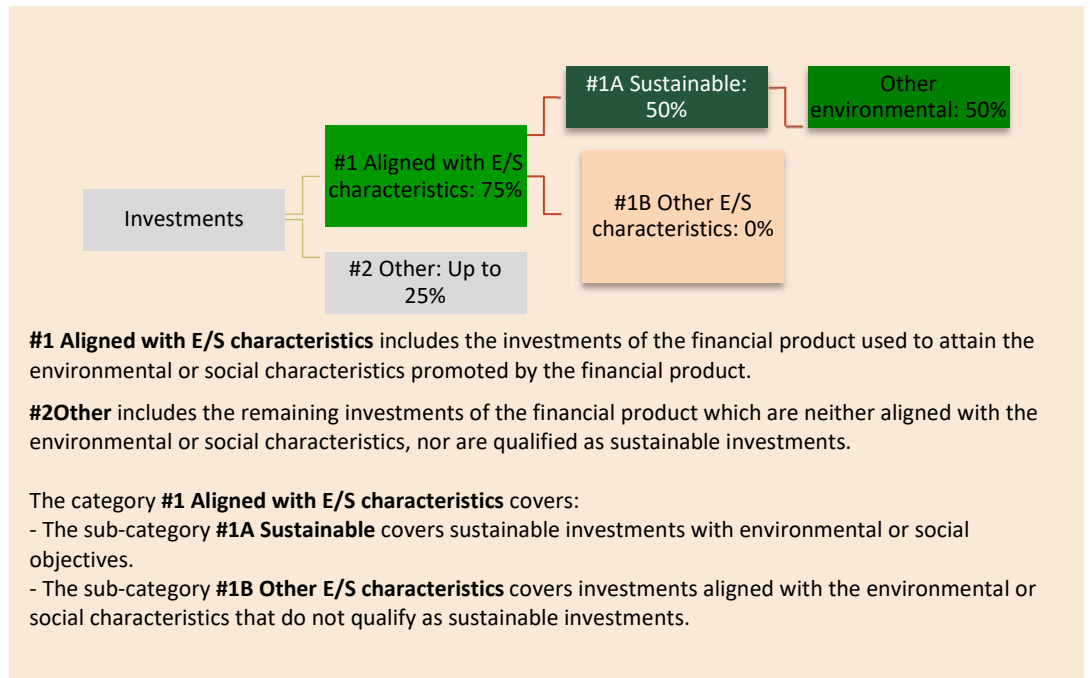 #1A Sustainable:
50%
Other
environmental: 50%
#1 Aligned with E/S
characteristics: 75%
#1B Other E/S
characteristics: 0%
Investments
#2 Other: Up to
25%
#1 Aligned with E/S characteristics includes the investments of the financial product used to attain the
environmental or social characteristics promoted by the financial product.
#2Other includes the remaining investments of the financial product which are neither aligned with the
environmental or social characteristics, nor are qualified as sustainable investments.
The category #1 Aligned with E/S characteristics covers:
- The sub-category #1A Sustainable covers sustainable investments with environmental or social
objectives.
- The sub-category #1B Other E/S characteristics covers investments aligned with the environmental or
social characteristics that do not qualify as sustainable investments.